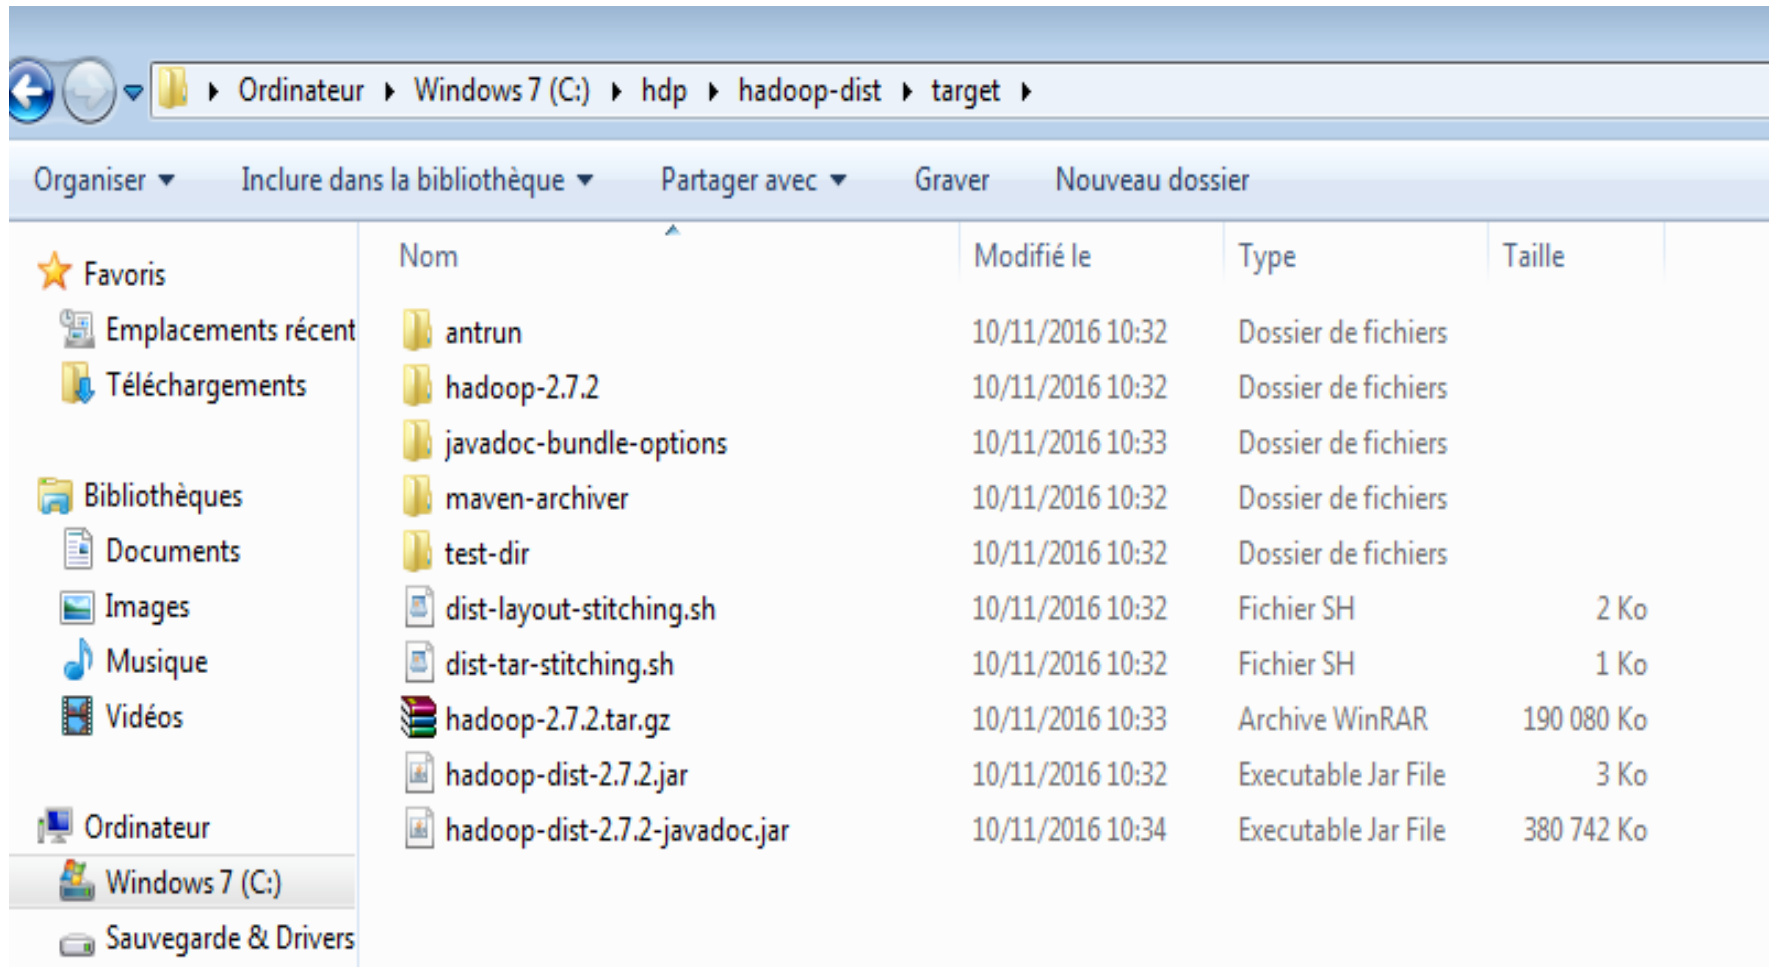 Ordinateur Windows 7 (C:) hdp hadoop-dist target
Organiser Inclure dans la bibliothèque Partager avec Graver Nouveau dossier
Favoris
Emplacements récent
Téléchargements
Bibliothèques
Documents
Images
Musique
Vidéos
Ordinateur
Windows 7 (C:)
Sauvegarde & Drivers
Nom Modifié le Type Taille
antrun 10/11/2016 10:32 Dossier de fichiers
hadoop-2.7.2 10/11/2016 10:32 Dossier de fichiers
javadoc-bundle-options 10/11/2016 10:33 Dossier de fichiers
maven-archiver 10/11/2016 10:32 Dossier de fichiers
test-dir 10/11/2016 10:32 Dossier de fichiers
dist-layout-stitching.sh 10/11/2016 10:32 Fichier SH 2 Ko
dist-tar-stitching.sh 10/11/2016 10:32 Fichier SH 1 Ko
hadoop-2.7.2.tar.gz 10/11/2016 10:33 Archive WinRAR 190 080 Ko
hadoop-dist-2.7.2.jar 10/11/2016 10:32 Executable Jar File 3 Ko
hadoop-dist-2.7.2-javadoc.jar 10/11/2016 10:34 Executable Jar File 380 742 Ko